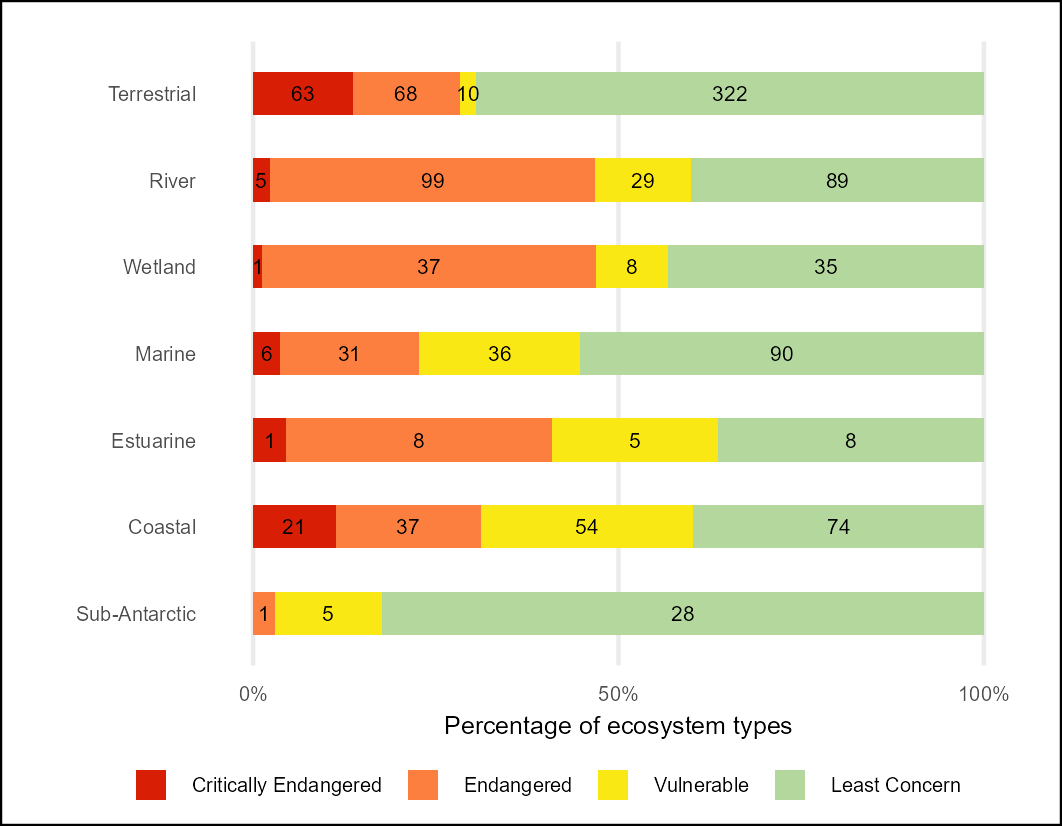 Terrestrial 63 68 10 322
River 5 99 29 89
Wetland 1 37 8 35
Marine 6 31 36 90
Estuarine 1 8 5 8
Coastal 21 37 54 74
Sub-Antarctic 1 5 28
0% 50% 100%
Percentage of ecosystem types
Critically Endangered Endangered Vulnerable Least Concern